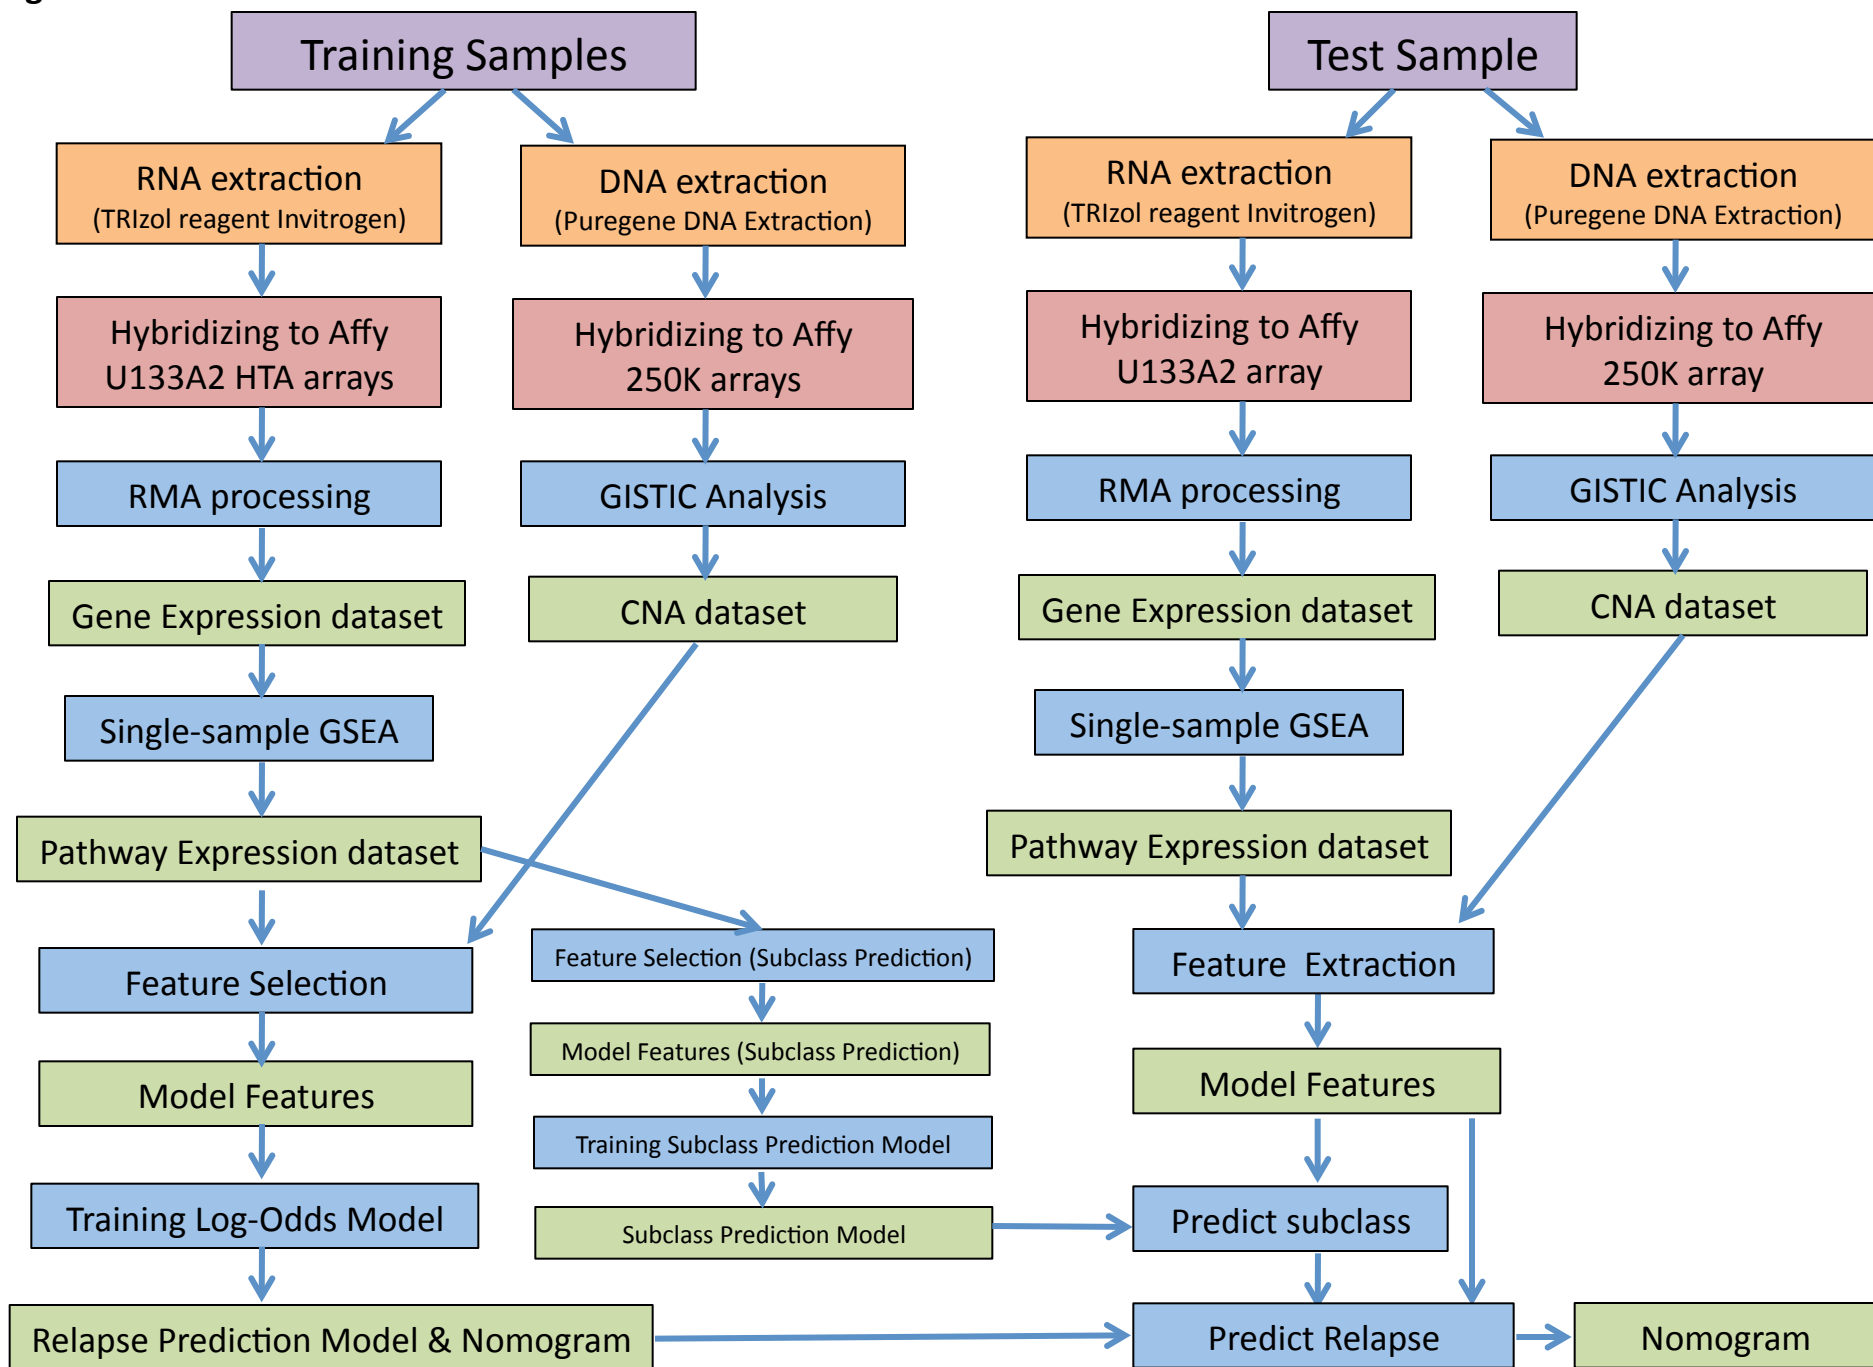 Training Samples
Test Sample
RNA extraction
(TRIzol reagent Invitrogen)
DNA extraction
(Puregene DNA Extraction)
RNA extraction
(TRIzol reagent Invitrogen)
DNA extraction
(Puregene DNA Extraction)
Hybridizing to Affy
U133A2 HTA arrays
Hybridizing to Affy
250K arrays
Hybridizing to Affy
U133A2 array
Hybridizing to Affy
250K array
RMA processing
GISTIC Analysis
RMA processing
GISTIC Analysis
Gene Expression dataset
CNA dataset
Gene Expression dataset
CNA dataset
Single-sample GSEA
Single-sample GSEA
Pathway Expression dataset
Pathway Expression dataset
Feature Selection
Feature Selection (Subclass Prediction)
Feature Extraction
Model Features
Model Features (Subclass Prediction)
Model Features
Training Subclass Prediction Model
Training Log-Odds Model
Subclass Prediction Model
Predict subclass
Relapse Prediction Model & Nomogram
Predict Relapse
Nomogram